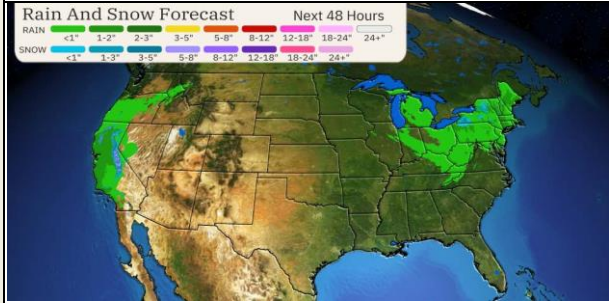 Rain And Snow Forecast Next 48 Hours
RAIN <1" 1-2" 2-3" 3-5" 5-8" 8-12" 12-18" 18-24" 24+"
SNOW <1" 1-3" 3-5" 5-8" 8-12" 12-18" 18-24" 24+"